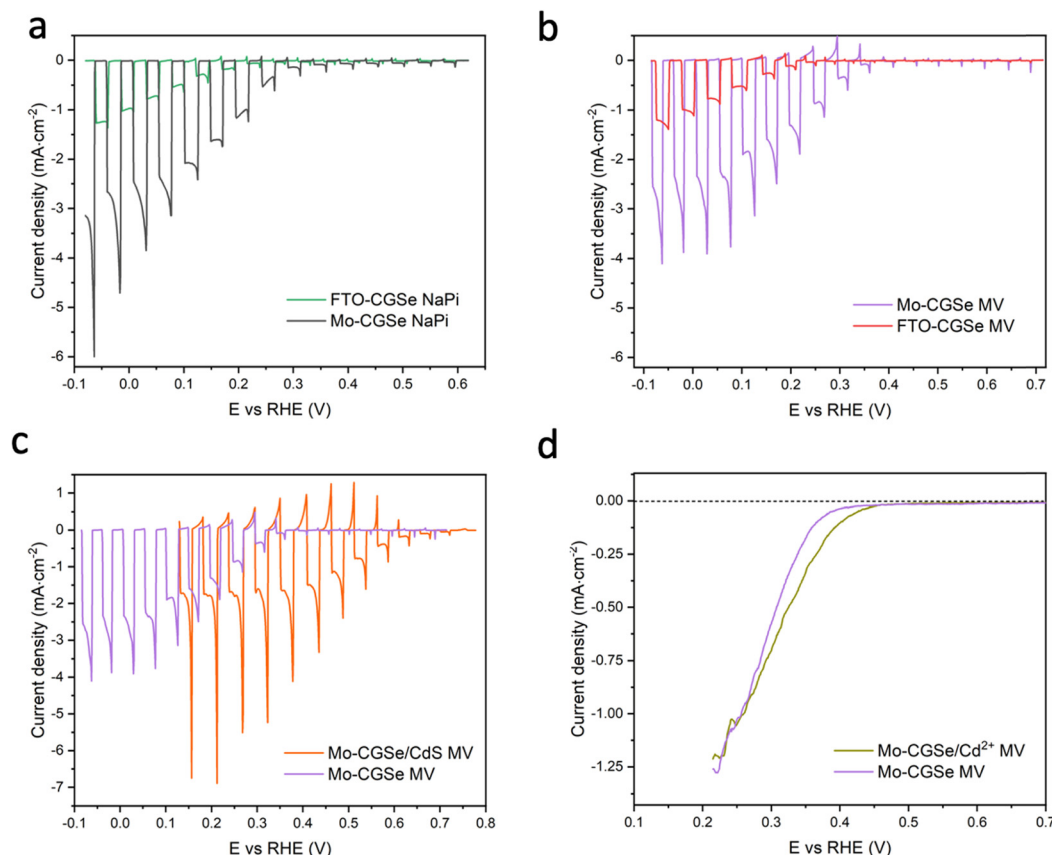 a
0
-1
-2
-3
-4
-5
-6
Current density (mA·cm⁻²)
FTO-CGSe NaPi
Mo-CGSe NaPi
-0.1 0.0 0.1 0.2 0.3 0.4 0.5 0.6
E vs RHE (V)
b
0
-1
-2
-3
-4
-5
-6
Current density (mA·cm⁻²)
Mo-CGSe MV
FTO-CGSe MV
-0.1 0.0 0.1 0.2 0.3 0.4 0.5 0.6 0.7
E vs RHE (V)
c
1
0
-1
-2
-3
-4
-5
-6
-7
Current density (mA·cm⁻²)
Mo-CGSe/CdS MV
Mo-CGSe MV
-0.1 0.0 0.1 0.2 0.3 0.4 0.5 0.6 0.7 0.8
E vs RHE (V)
d
0.00
-0.25
-0.50
-0.75
-1.00
-1.25
Current density (mA·cm⁻²)
Mo-CGSe/Cd²⁺ MV
Mo-CGSe MV
0.1 0.2 0.3 0.4 0.5 0.6 0.7
E vs RHE (V)